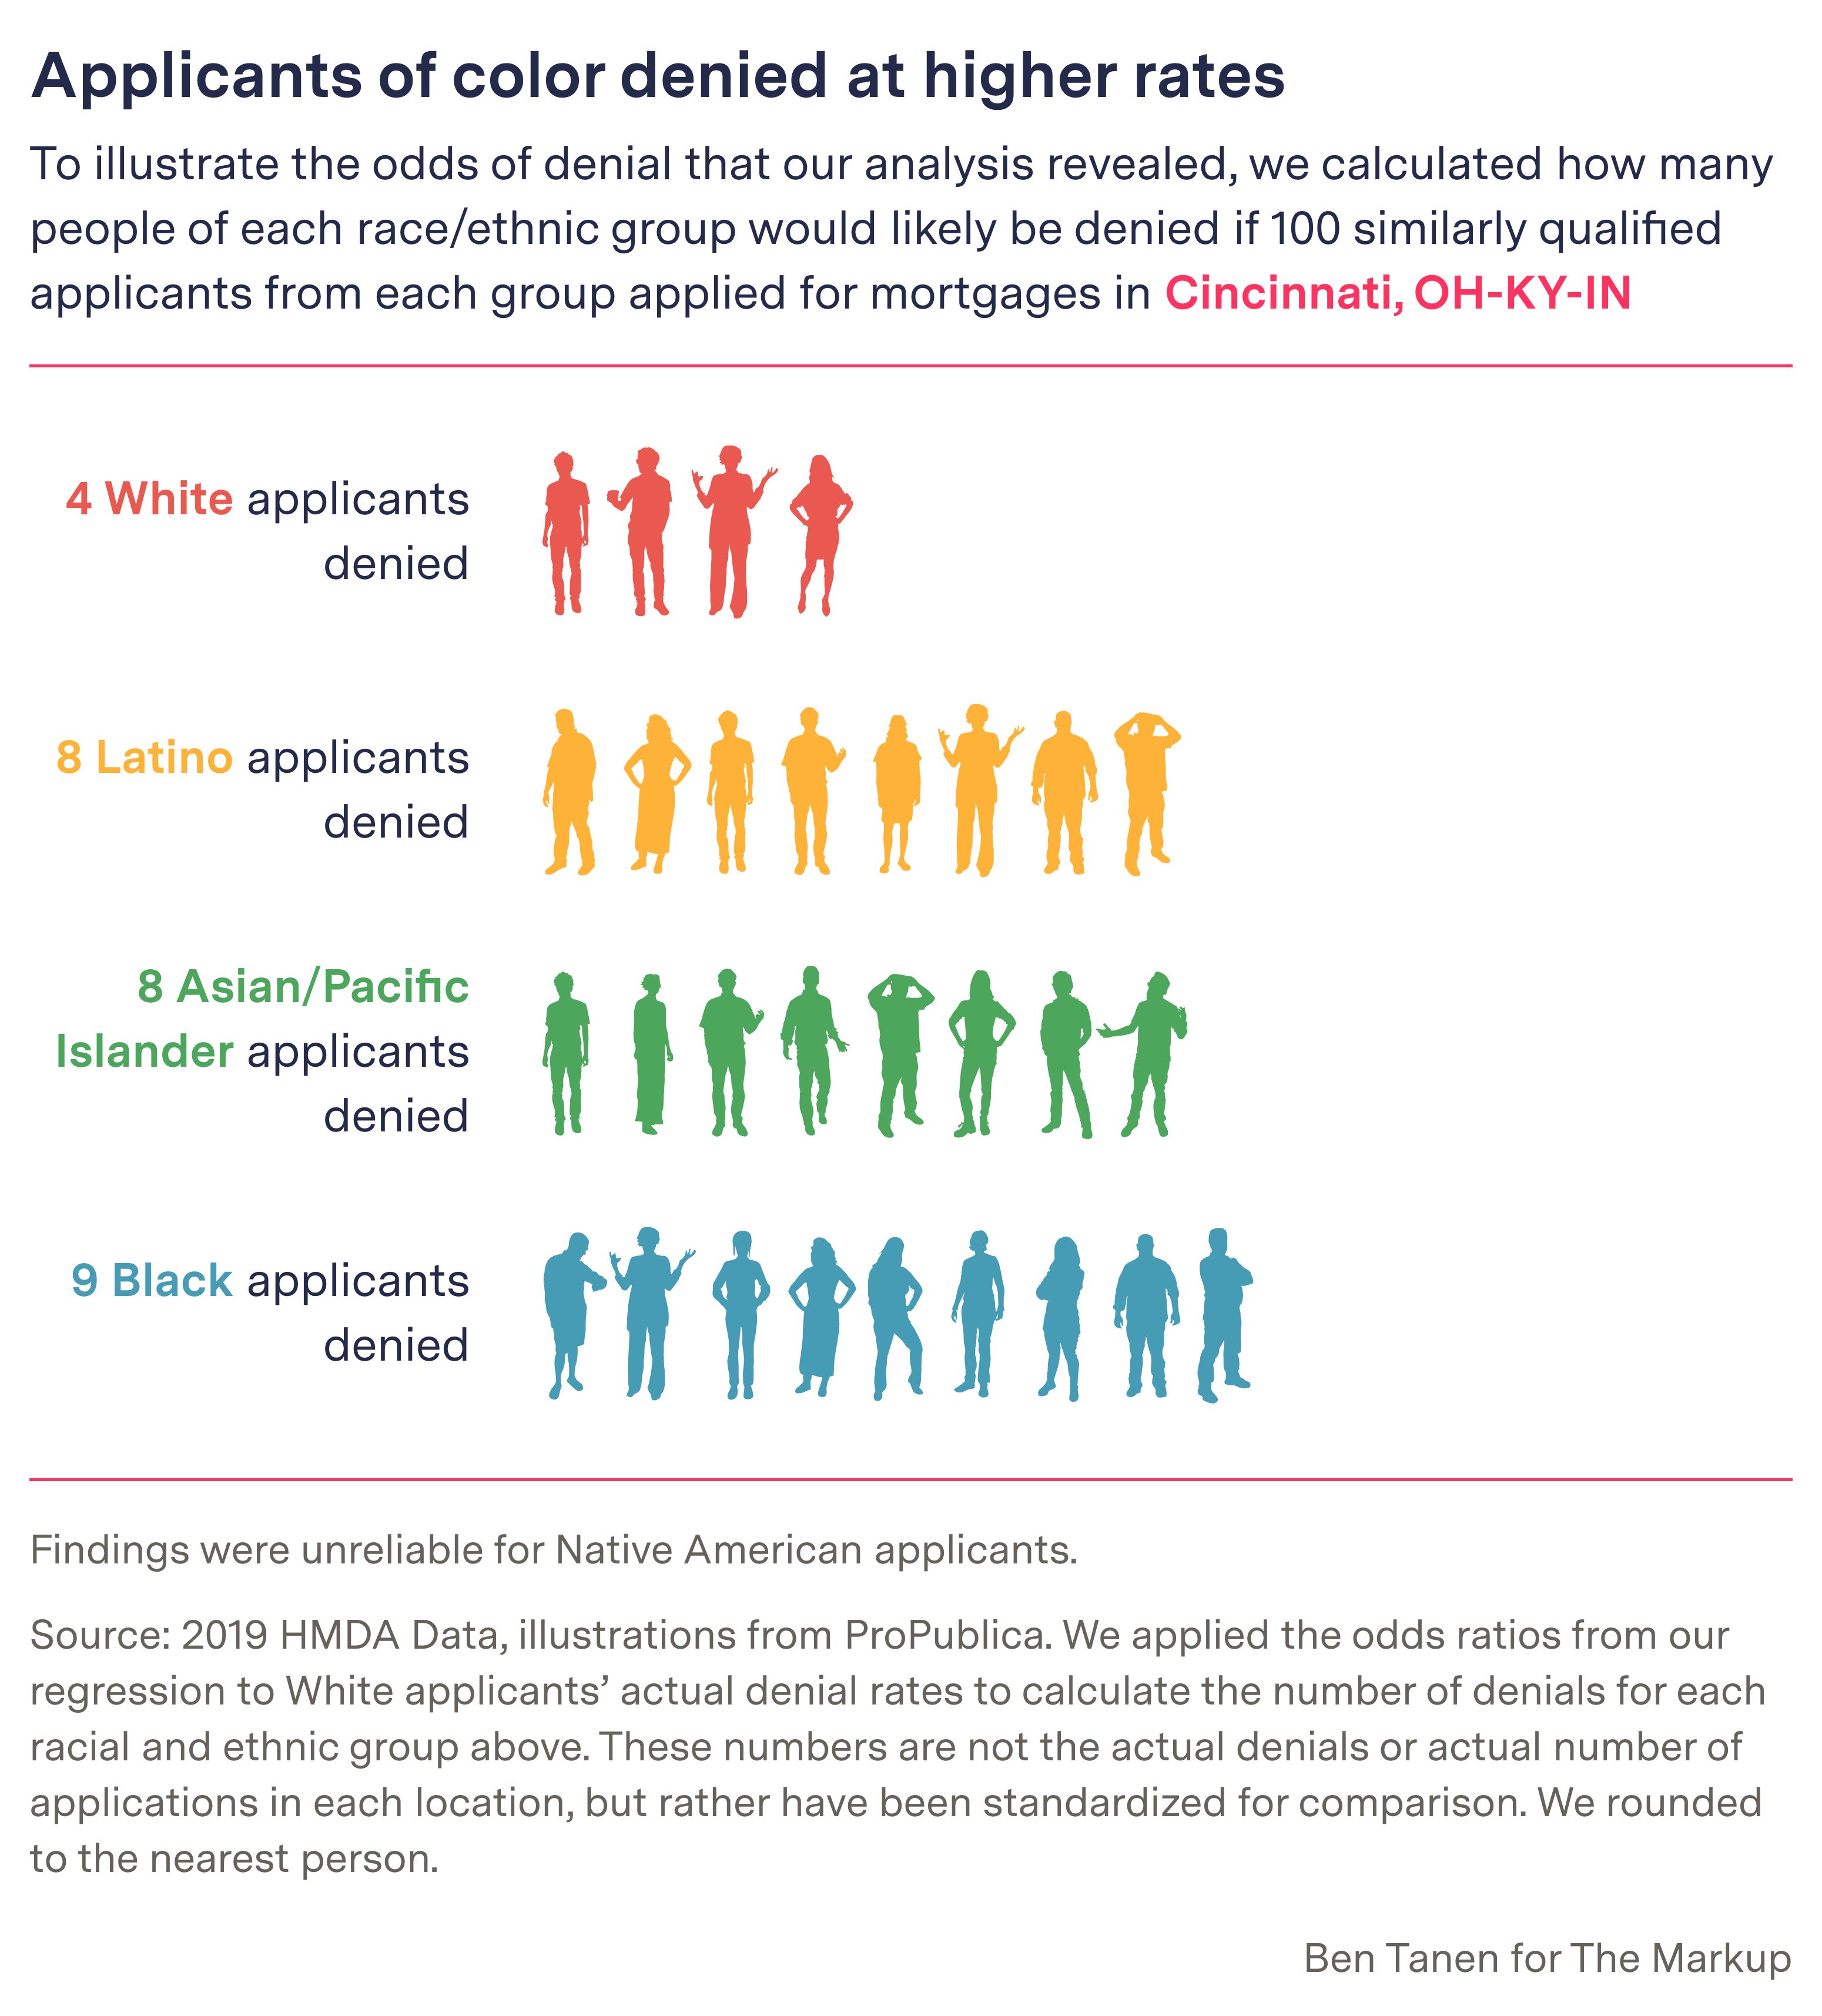 Applicants of color denied at higher rates
To illustrate the odds of denial that our analysis revealed, we calculated how many
people of each race/ethnic group would likely be denied if 100 similarly qualified
applicants from each group applied for mortgages in Cincinnati, OH-KY-IN
4 White applicants
denied
8 Latino applicants
denied
8 Asian/Pacific
Islander applicants
denied
9 Black applicants
denied
Findings were unreliable for Native American applicants.
Source: 2019 HMDA Data, illustrations from ProPublica. We applied the odds ratios from our
regression to White applicants’ actual denial rates to calculate the number of denials for each
racial and ethnic group above. These numbers are not the actual denials or actual number of
applications in each location, but rather have been standardized for comparison. We rounded
to the nearest person.
Ben Tanen for The Markup